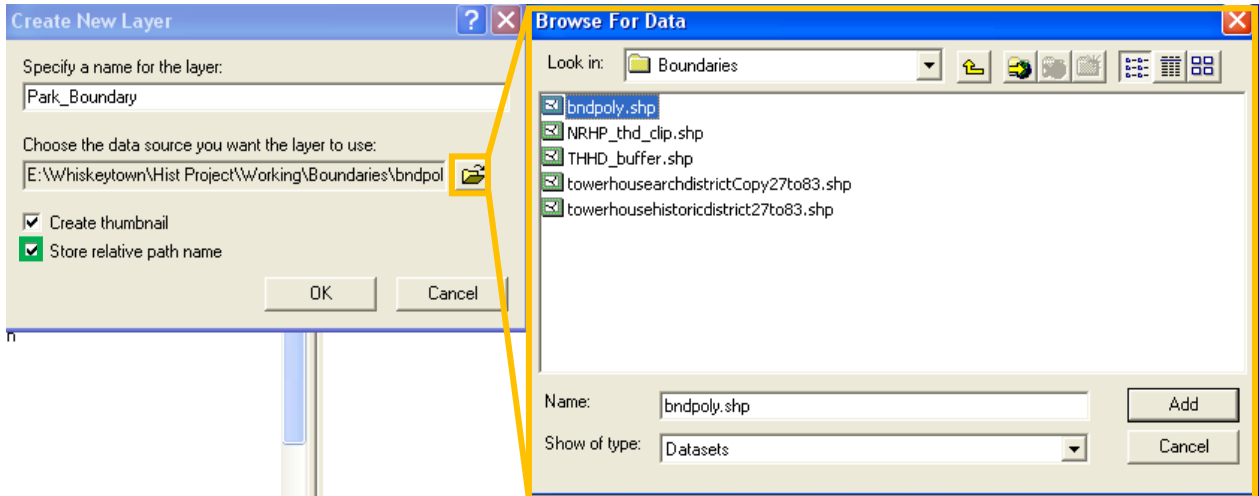 Create New Layer
Specify a name for the layer:
Park_Boundary
Choose the data source you want the layer to use:
E:\Whiskeytown\Hist Project\Working\Boundaries\bndpol
Create thumbnail
Store relative path name
OK Cancel
n
Browse For Data
Look in: Boundaries
bndpoly.shp
NRHP_thd_clip.shp
THHD_buffer.shp
towerhousearchdistrictCopy27to83.shp
towerhousehistoricdistrict27to83.shp
Name: bndpoly.shp Add
Show of type: Datasets Cancel